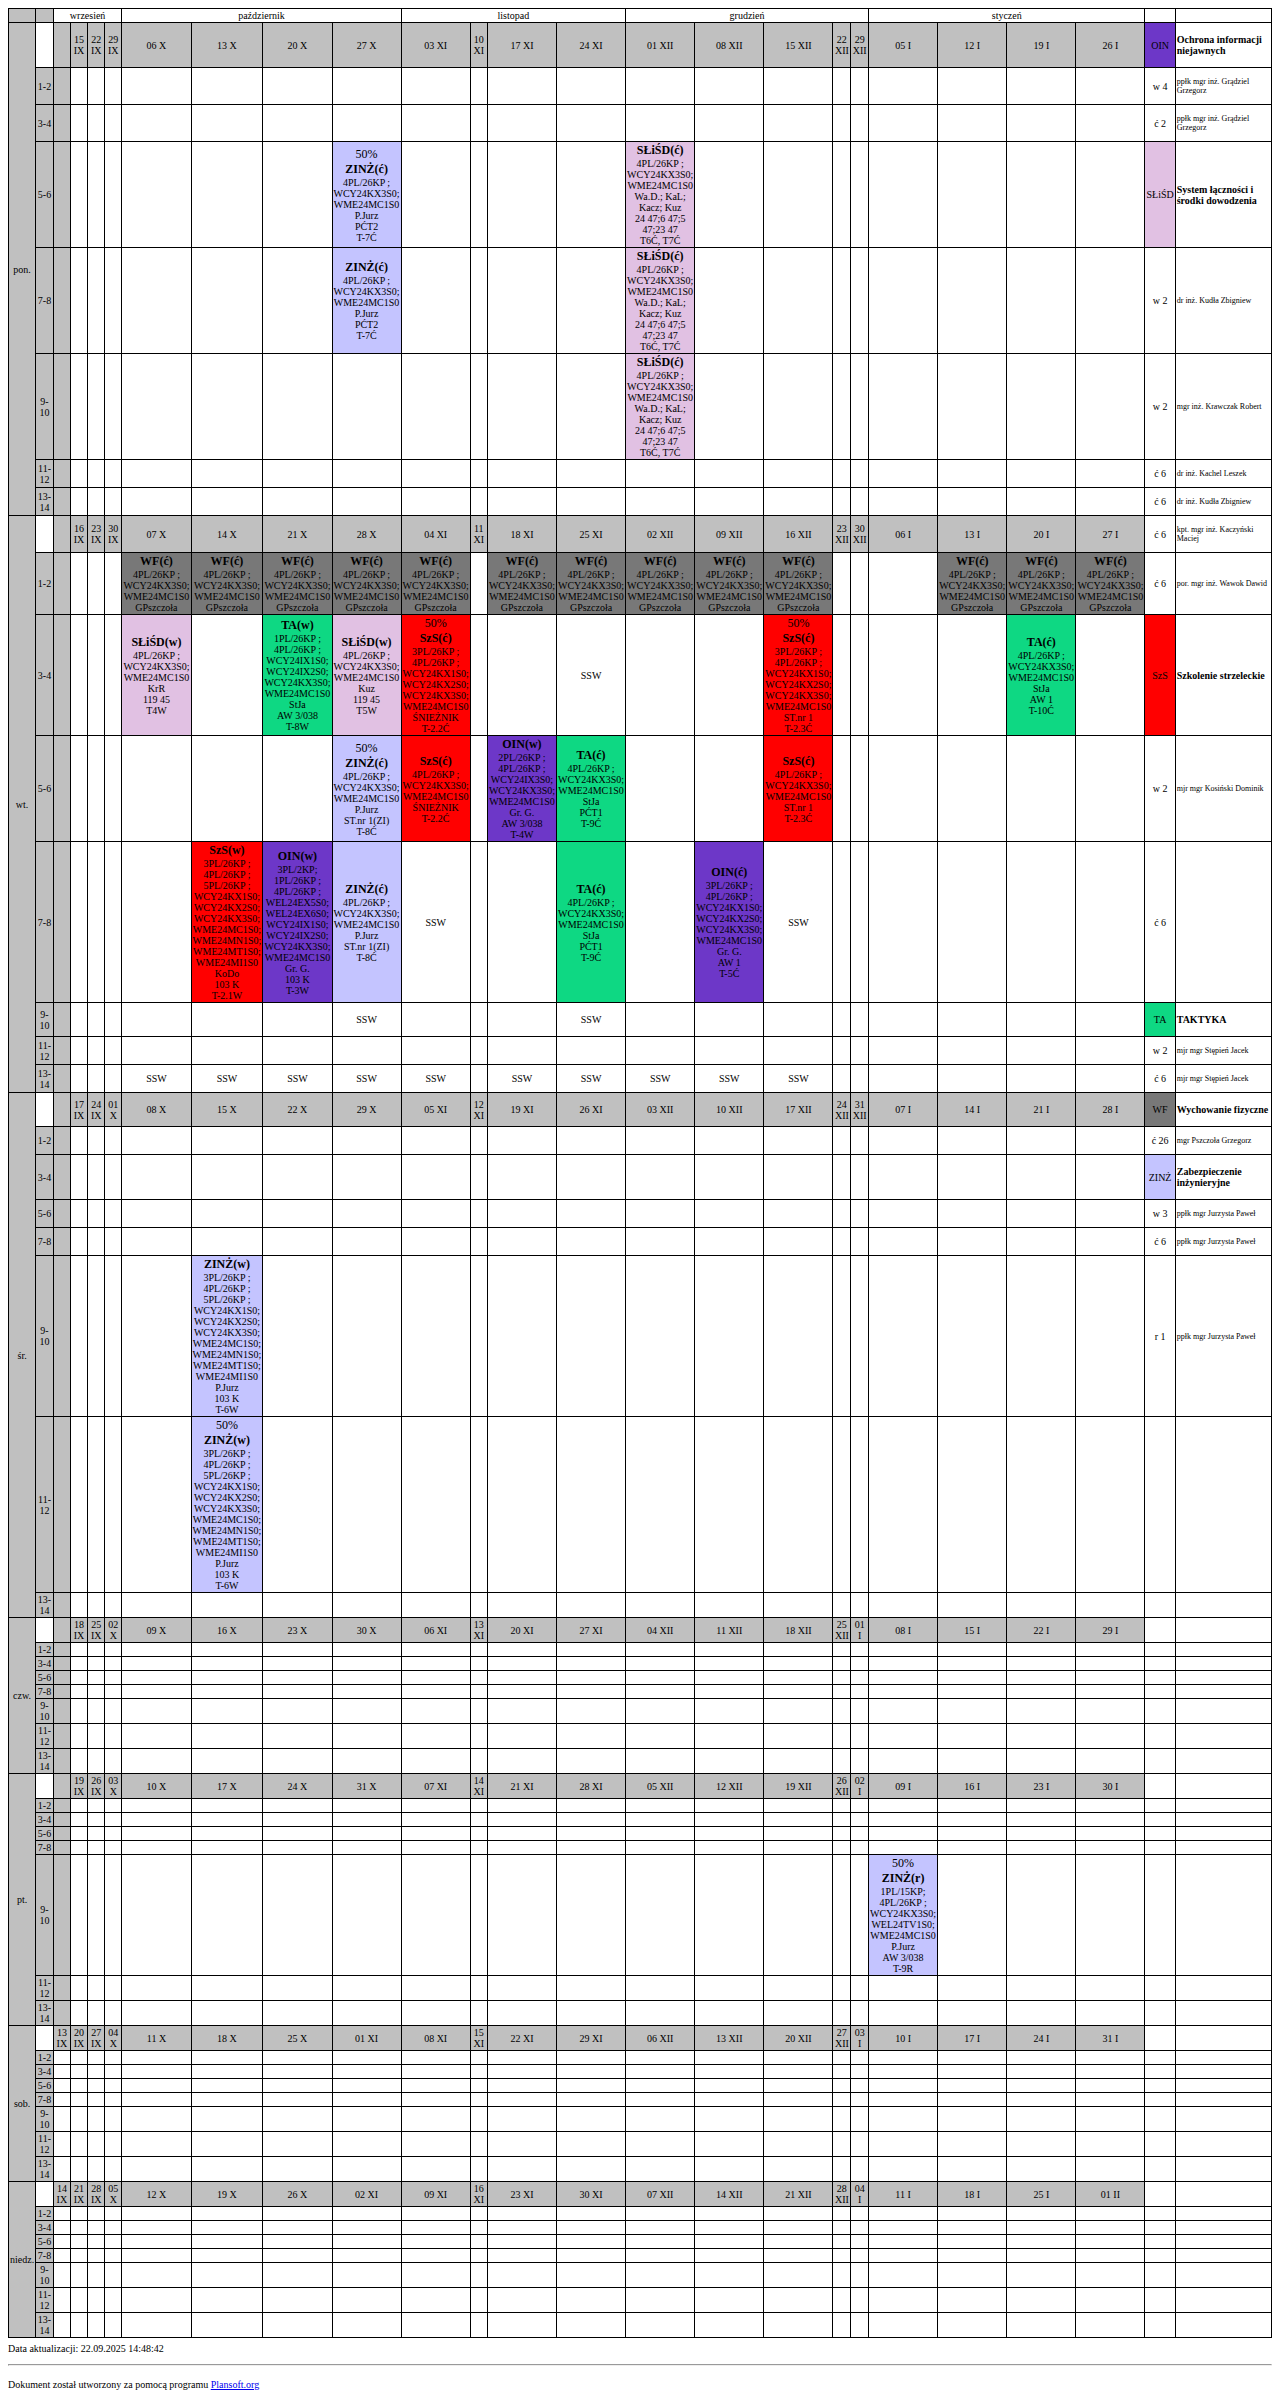 wrzesień październik listopad grudzień styczeń
pon. 15 IX 22 IX 29 IX 06 X 13 X 20 X 27 X 03 XI 10 XI 17 XI 24 XI 01 XII 08 XII 15 XII 22 XII 29 XII 05 I 12 I 19 I 26 I OIN Ochrona informacji niejawnych
1-2 w 4 ppłk mgr inż. Grądziel Grzegorz
3-4 ć 2 ppłk mgr inż. Grądziel Grzegorz
5-6
50%
ZINŻ(ć)
4PL/26KP ;
WCY24KX3S0;
WME24MC1S0
P.Jurz
PĆT2
T-7Ć
SŁiŚD(ć)
4PL/26KP ;
WCY24KX3S0;
WME24MC1S0
Wa.D.; KaL;
Kacz; Kuz
24 47;6 47;5
47;23 47
T6Ć, T7Ć
SŁiŚD System łączności i środki dowodzenia
7-8
ZINŻ(ć)
4PL/26KP ;
WCY24KX3S0;
WME24MC1S0
P.Jurz
PĆT2
T-7Ć
SŁiŚD(ć)
4PL/26KP ;
WCY24KX3S0;
WME24MC1S0
Wa.D.; KaL;
Kacz; Kuz
24 47;6 47;5
47;23 47
T6Ć, T7Ć
w 2 dr inż. Kudła Zbigniew
9-10
SŁiŚD(ć)
4PL/26KP ;
WCY24KX3S0;
WME24MC1S0
Wa.D.; KaL;
Kacz; Kuz
24 47;6 47;5
47;23 47
T6Ć, T7Ć
w 2 mgr inż. Krawczak Robert
11-12 ć 6 dr inż. Kachel Leszek
13-14 ć 6 dr inż. Kudła Zbigniew
wt. 16 IX 23 IX 30 IX 07 X 14 X 21 X 28 X 04 XI 11 XI 18 XI 25 XI 02 XII 09 XII 16 XII 23 XII 30 XII 06 I 13 I 20 I 27 I ć 6 kpt. mgr inż. Kaczyński Maciej
1-2
WF(ć) WF(ć) WF(ć) WF(ć) WF(ć) WF(ć) WF(ć) WF(ć) WF(ć) WF(ć) WF(ć) WF(ć) WF(ć)
4PL/26KP ; 4PL/26KP ; 4PL/26KP ; 4PL/26KP ; 4PL/26KP ; 4PL/26KP ; 4PL/26KP ; 4PL/26KP ; 4PL/26KP ; 4PL/26KP ; 4PL/26KP ; 4PL/26KP ; 4PL/26KP ;
WCY24KX3S0; WCY24KX3S0; WCY24KX3S0; WCY24KX3S0; WCY24KX3S0; WCY24KX3S0; WCY24KX3S0; WCY24KX3S0; WCY24KX3S0; WCY24KX3S0; WCY24KX3S0; WCY24KX3S0; WCY24KX3S0;
WME24MC1S0 WME24MC1S0 WME24MC1S0 WME24MC1S0 WME24MC1S0 WME24MC1S0 WME24MC1S0 WME24MC1S0 WME24MC1S0 WME24MC1S0 WME24MC1S0 WME24MC1S0 WME24MC1S0
GPszczoła GPszczoła GPszczoła GPszczoła GPszczoła GPszczoła GPszczoła GPszczoła GPszczoła GPszczoła GPszczoła GPszczoła GPszczoła
ć 6 por. mgr inż. Wawok Dawid
3-4
SŁiŚD(w)
4PL/26KP ;
WCY24KX3S0;
WME24MC1S0
KrR
119 45
T4W
TA(w)
1PL/26KP ;
4PL/26KP ;
WCY24IX1S0;
WCY24IX2S0;
WCY24KX3S0;
WME24MC1S0
StJa
AW 3/038
T-8W
SŁiŚD(w)
4PL/26KP ;
WCY24KX3S0;
WME24MC1S0
Kuz
119 45
T5W
50%
SzS(ć)
3PL/26KP ;
4PL/26KP ;
WCY24KX1S0;
WCY24KX2S0;
WCY24KX3S0;
WME24MC1S0
ŚNIEŻNIK
T-2.2Ć
SSW
50%
SzS(ć)
3PL/26KP ;
4PL/26KP ;
WCY24KX1S0;
WCY24KX2S0;
WCY24KX3S0;
WME24MC1S0
ST.nr 1
T-2.3Ć
TA(ć)
4PL/26KP ;
WCY24KX3S0;
WME24MC1S0
StJa
AW 1
T-10Ć
SzS Szkolenie strzeleckie
5-6
50%
ZINŻ(ć)
4PL/26KP ;
WCY24KX3S0;
WME24MC1S0
P.Jurz
ST.nr 1(ZI)
T-8Ć
SzS(ć)
4PL/26KP ;
WCY24KX3S0;
WME24MC1S0
ŚNIEŻNIK
T-2.2Ć
OIN(w)
2PL/26KP ;
4PL/26KP ;
WCY24IX3S0;
WCY24KX3S0;
WME24MC1S0
Gr. G.
AW 3/038
T-4W
TA(ć)
4PL/26KP ;
WCY24KX3S0;
WME24MC1S0
StJa
PĆT1
T-9Ć
SzS(ć)
4PL/26KP ;
WCY24KX3S0;
WME24MC1S0
ST.nr 1
T-2.3Ć
w 2 mjr mgr Kosiński Dominik
7-8
SzS(w)
3PL/26KP ;
4PL/26KP ;
5PL/26KP ;
WCY24KX1S0;
WCY24KX2S0;
WCY24KX3S0;
WME24MC1S0;
WME24MN1S0;
WME24MT1S0;
WME24MI1S0
KoDo
103 K
T-2.1W
OIN(w)
3PL/2KP;
1PL/26KP ;
4PL/26KP ;
WEL24EX5S0;
WEL24EX6S0;
WCY24IX1S0;
WCY24IX2S0;
WCY24KX3S0;
WME24MC1S0
Gr. G.
103 K
T-3W
ZINŻ(ć)
4PL/26KP ;
WCY24KX3S0;
WME24MC1S0
P.Jurz
ST.nr 1(ZI)
T-8Ć
SSW
TA(ć)
4PL/26KP ;
WCY24KX3S0;
WME24MC1S0
StJa
PĆT1
T-9Ć
OIN(ć)
3PL/26KP ;
4PL/26KP ;
WCY24KX1S0;
WCY24KX2S0;
WCY24KX3S0;
WME24MC1S0
Gr. G.
AW 1
T-5Ć
SSW
ć 6
9-10 SSW SSW TA TAKTYKA
11-12 w 2 mjr mgr Stępień Jacek
13-14 SSW SSW SSW SSW SSW SSW SSW SSW SSW SSW ć 6 mjr mgr Stępień Jacek
śr. 17 IX 24 IX 01 X 08 X 15 X 22 X 29 X 05 XI 12 XI 19 XI 26 XI 03 XII 10 XII 17 XII 24 XII 31 XII 07 I 14 I 21 I 28 I WF Wychowanie fizyczne
1-2 ć 26 mgr Pszczoła Grzegorz
3-4 ZINŻ Zabezpieczenie inżynieryjne
5-6 w 3 ppłk mgr Jurzysta Paweł
7-8 ć 6 ppłk mgr Jurzysta Paweł
9-10
ZINŻ(w)
3PL/26KP ;
4PL/26KP ;
5PL/26KP ;
WCY24KX1S0;
WCY24KX2S0;
WCY24KX3S0;
WME24MC1S0;
WME24MN1S0;
WME24MT1S0;
WME24MI1S0
P.Jurz
103 K
T-6W
r 1 ppłk mgr Jurzysta Paweł
11-12
50%
ZINŻ(w)
3PL/26KP ;
4PL/26KP ;
5PL/26KP ;
WCY24KX1S0;
WCY24KX2S0;
WCY24KX3S0;
WME24MC1S0;
WME24MN1S0;
WME24MT1S0;
WME24MI1S0
P.Jurz
103 K
T-6W
13-14
czw. 18 IX 25 IX 02 X 09 X 16 X 23 X 30 X 06 XI 13 XI 20 XI 27 XI 04 XII 11 XII 18 XII 25 XII 01 I 08 I 15 I 22 I 29 I
1-2
3-4
5-6
7-8
9-10
11-12
13-14
pt. 19 IX 26 IX 03 X 10 X 17 X 24 X 31 X 07 XI 14 XI 21 XI 28 XI 05 XII 12 XII 19 XII 26 XII 02 I 09 I 16 I 23 I 30 I
1-2
3-4
5-6
7-8
9-10
50%
ZINŻ(r)
1PL/15KP;
4PL/26KP ;
WCY24KX3S0;
WEL24TV1S0;
WME24MC1S0
P.Jurz
AW 3/038
T-9R
11-12
13-14
sob. 13 IX 20 IX 27 IX 04 X 11 X 18 X 25 X 01 XI 08 XI 15 XI 22 XI 29 XI 06 XII 13 XII 20 XII 27 XII 03 I 10 I 17 I 24 I 31 I
1-2
3-4
5-6
7-8
9-10
11-12
13-14
niedz 14 IX 21 IX 28 IX 05 X 12 X 19 X 26 X 02 XI 09 XI 16 XI 23 XI 30 XI 07 XII 14 XII 21 XII 28 XII 04 I 11 I 18 I 25 I 01 II
1-2
3-4
5-6
7-8
9-10
11-12
13-14
Data aktualizacji: 22.09.2025 14:48:42
Dokument został utworzony za pomocą programu Plansoft.org